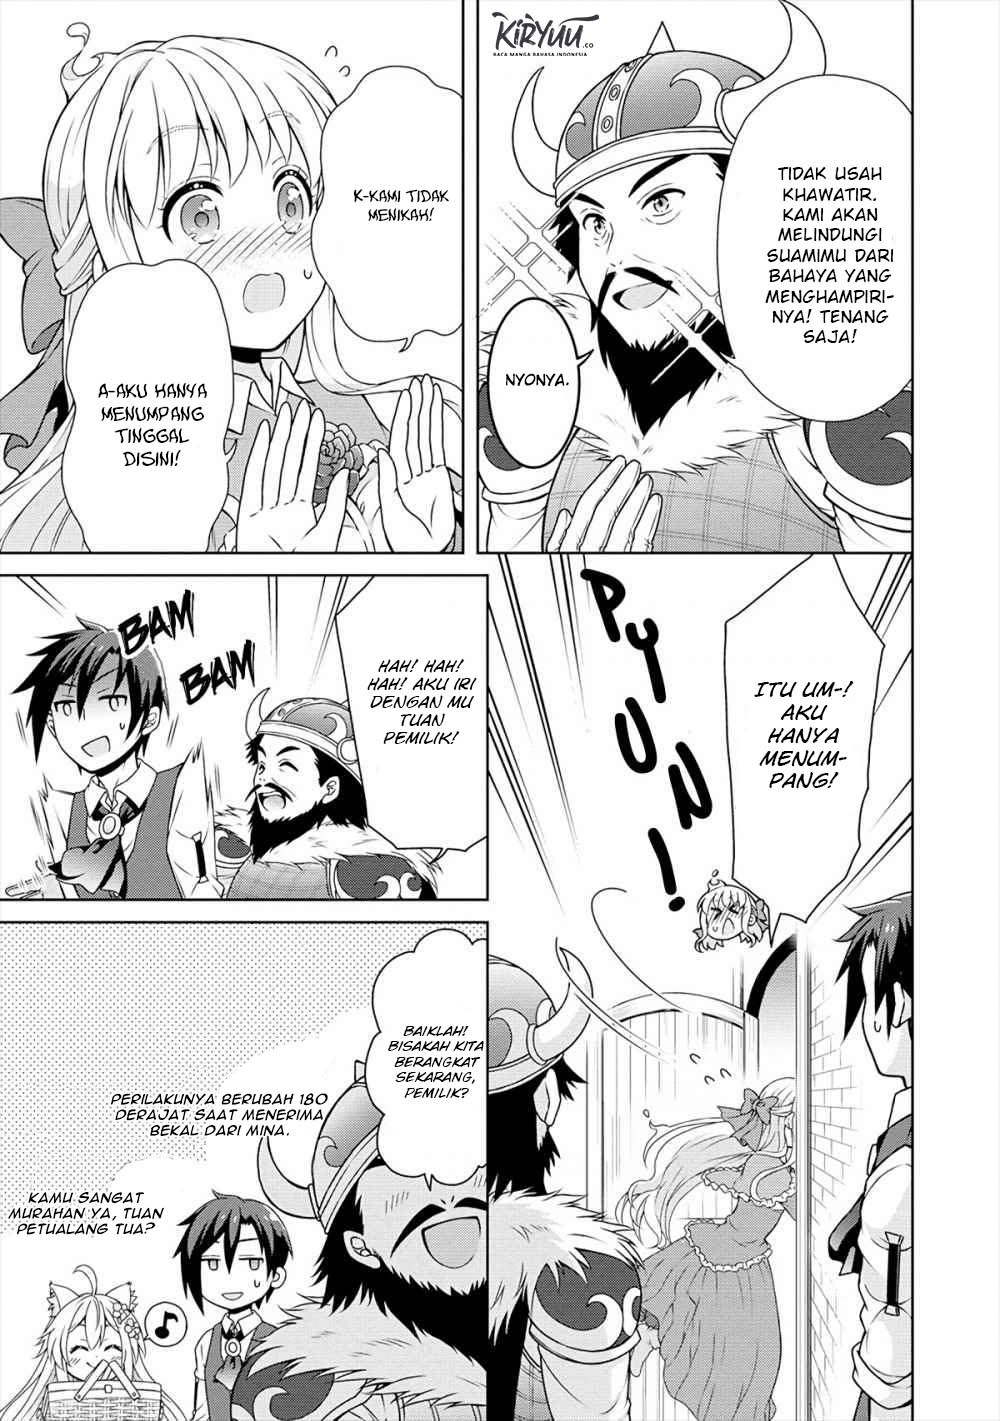 KiRYUU.CO
BACA MANGA BAHASA INDONESIA
TIDAK USAH
KHAWATIR.
KAMI AKAN
MELINDUNGI
SUAMIMU DARI
BAHAYA YANG
MENGHAMPIRI-
NYA! TENANG
SAJA!
NYONYA.
K-KAMI TIDAK
MENIKAH!
A-AKU HANYA
MENUMPANG
TINGGAL
DISINI!
ITU UM-!
AKU
HANYA
MENUM-
PANG!
PYUUN!
HAH! HAH!
HAH! AKU IRI
DENGAN MU
TUAN
PEMILIK!
BAM
BAM
BAIKLAH!
BISAKAH KITA
BERANGKAT
SEKARANG,
PEMILIK?
PERILAKUNYA BERUBAH 180
DERAJAT SAAT MENERIMA
BEKAL DARI MINA.
KAMU SANGAT
MURAHAN YA, TUAN
PETUALANG TUA?